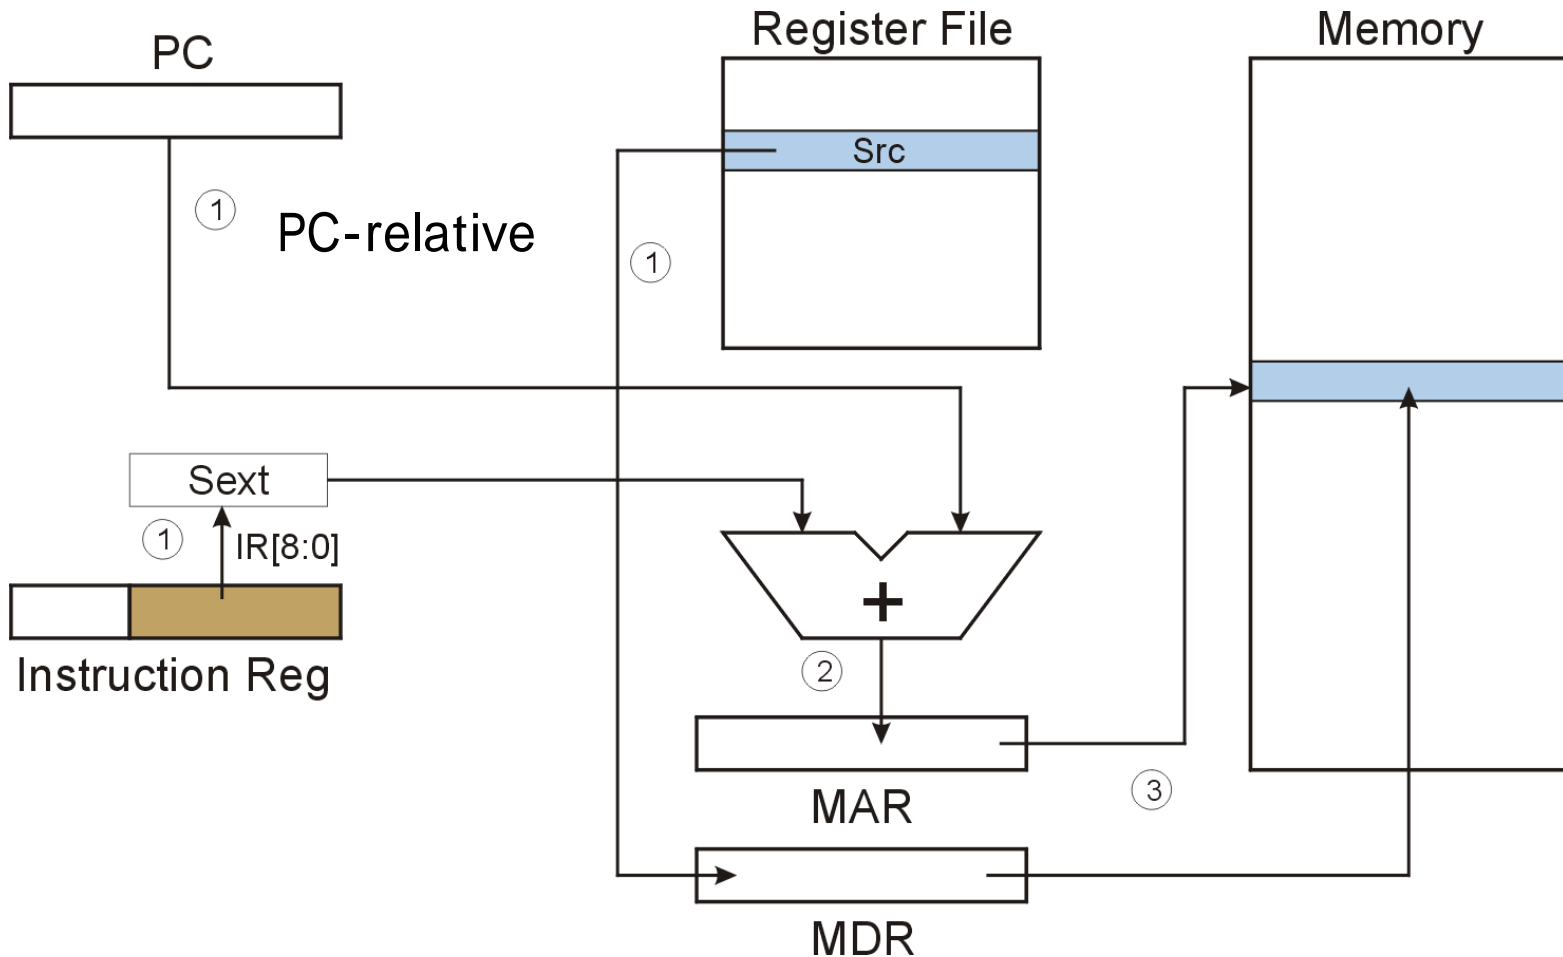 PC
Register File
Memory
Src
1
PC-relative
1
Sext
1
IR[8:0]
+
Instruction Reg
2
MAR
3
MDR